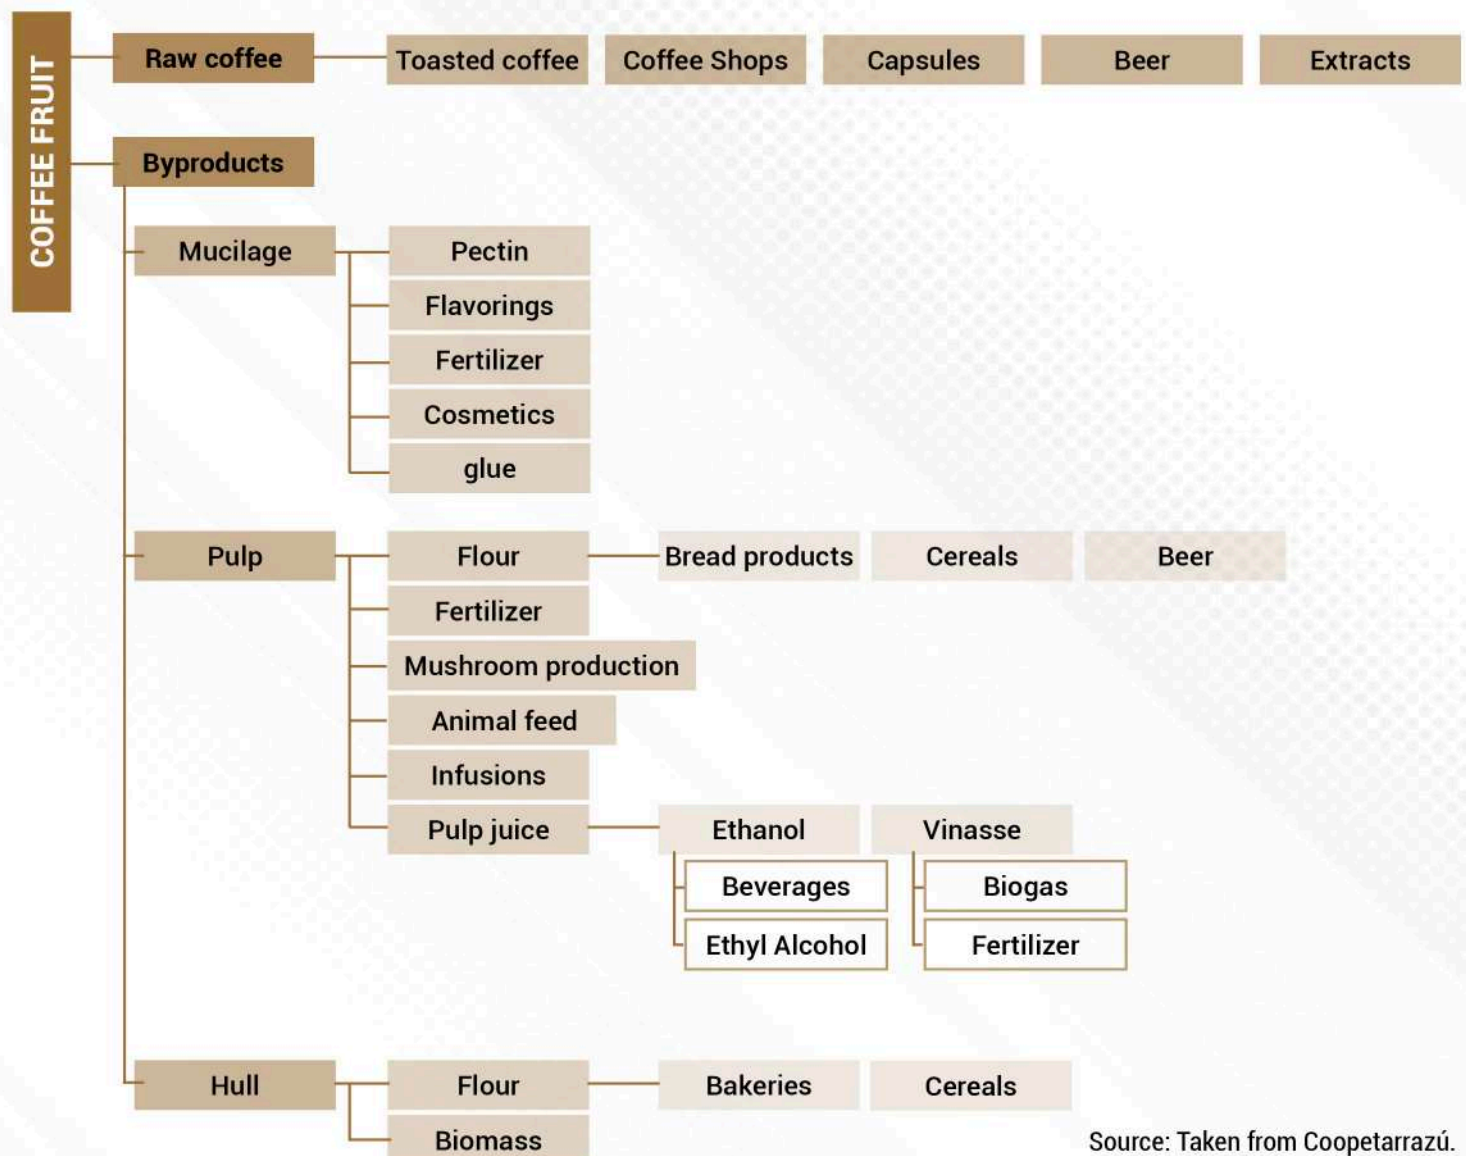 COFFEE FRUIT
Raw coffee
Toasted coffee
Coffee Shops
Capsules
Beer
Extracts
Byproducts
Mucilage
Pectin
Flavorings
Fertilizer
Cosmetics
glue
Pulp
Flour
Bread products
Cereals
Beer
Fertilizer
Mushroom production
Animal feed
Infusions
Pulp juice
Ethanol
Vinasse
Beverages
Biogas
Ethyl Alcohol
Fertilizer
Hull
Flour
Bakeries
Cereals
Biomass
Source: Taken from Coopetarrazú.